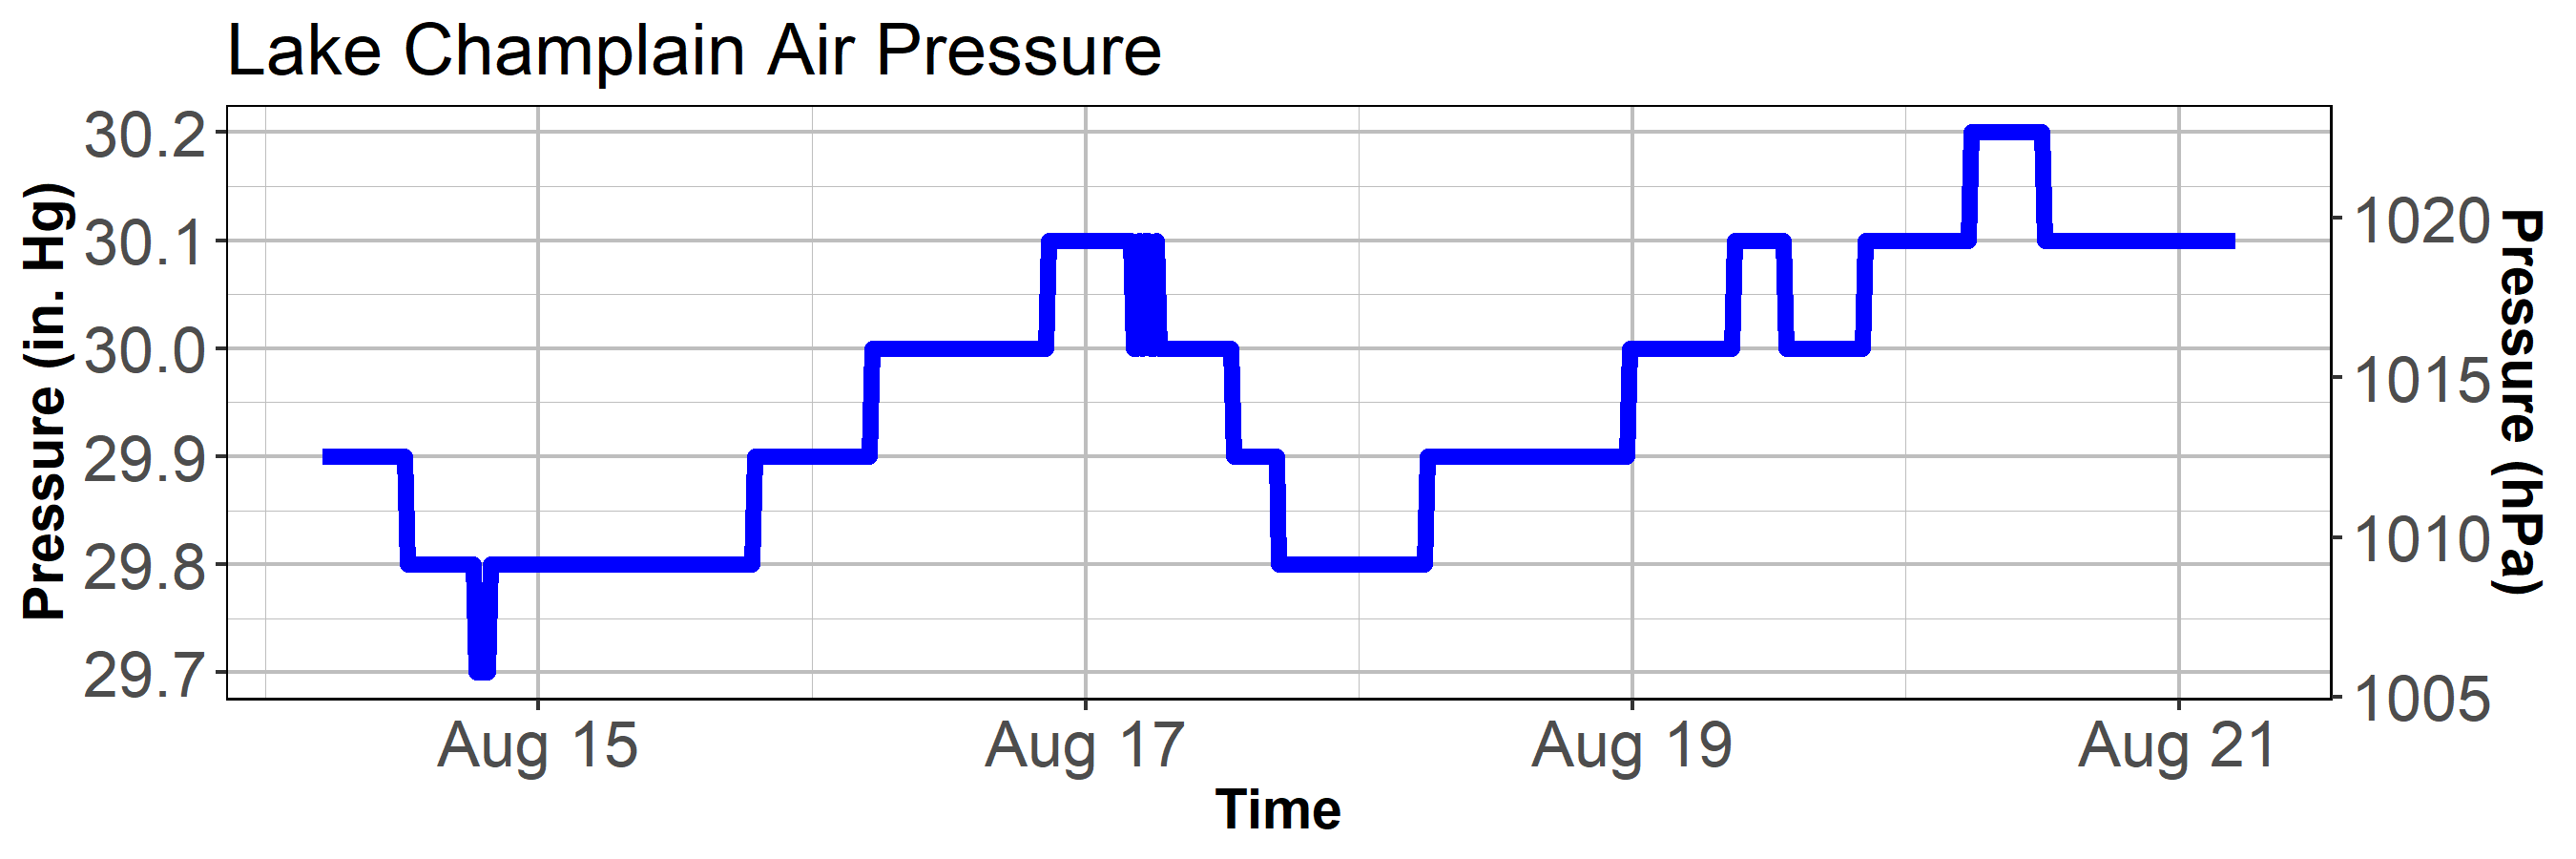 Lake Champlain Air Pressure
30.2
30.1
30.0
29.9
29.8
29.7
Pressure (in. Hg)
1020
1015
1010
1005
Pressure (hPa)
Aug 15
Aug 17
Aug 19
Aug 21
Time